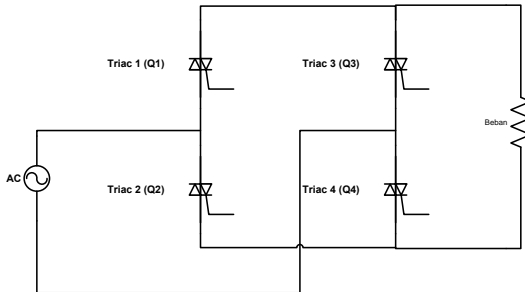 Triac 1 (Q1)
Triac 3 (Q3)
Beban
AC
Triac 2 (Q2)
Triac 4 (Q4)